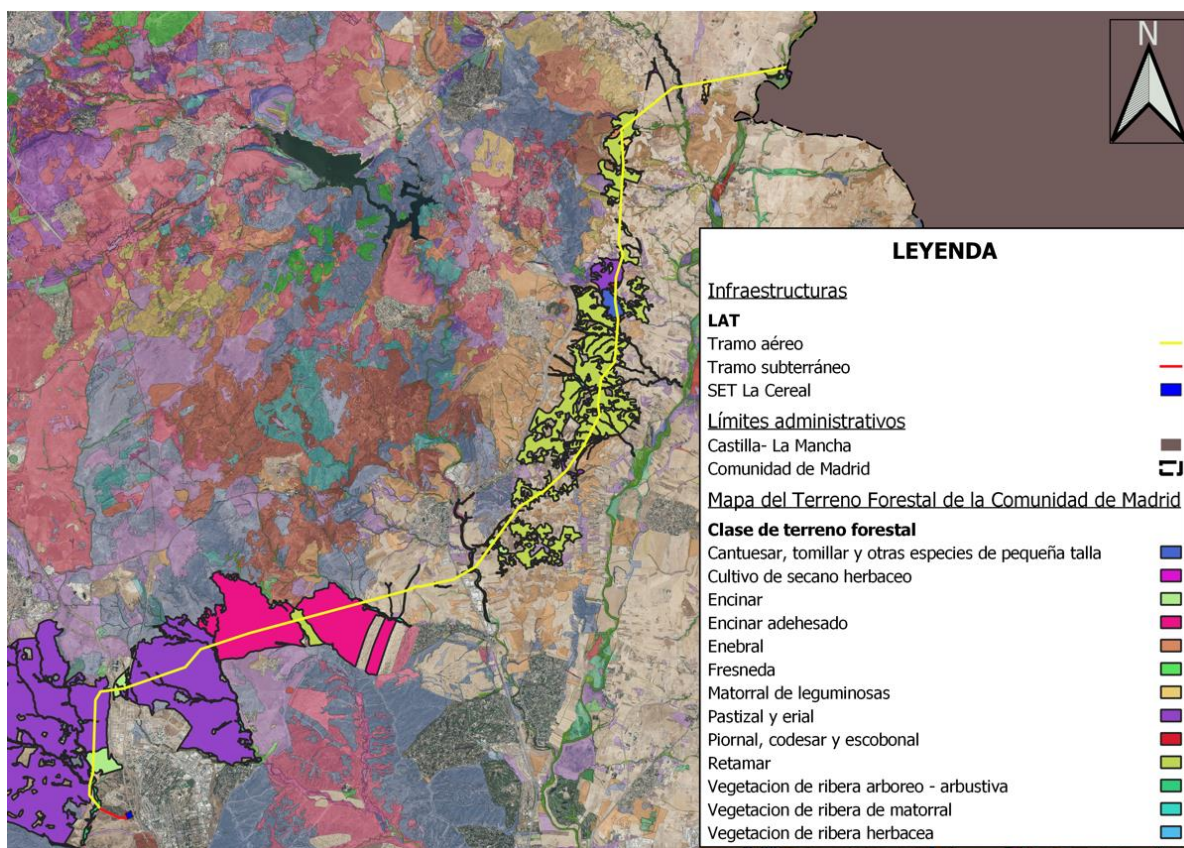 N
LEYENDA
Infraestructuras
LAT
Tramo aéreo
Tramo subterráneo
SET La Cereal
Límites administrativos
Castilla- La Mancha
Comunidad de Madrid
Mapa del Terreno Forestal de la Comunidad de Madrid
Clase de terreno forestal
Cantuesar, tomillar y otras especies de pequeña talla
Cultivo de secano herbaceo
Encinar
Encinar adehesado
Enebral
Fresneda
Matorral de leguminosas
Pastizal y erial
Piornal, codesar y escobonal
Retamar
Vegetacion de ribera arboreo - arbustiva
Vegetacion de ribera de matorral
Vegetacion de ribera herbacea